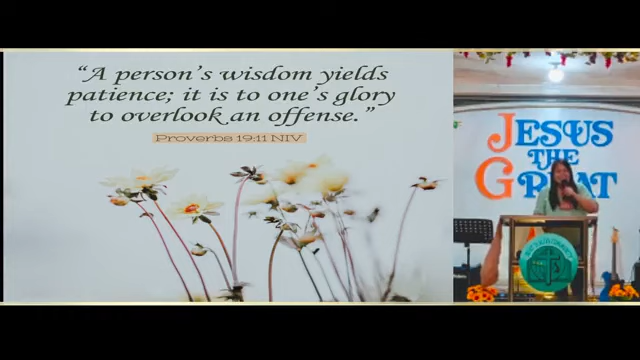 “A person’s wisdom yields
patience; it is to one’s glory
to overlook an offense.”
Proverbs 19:11 NIV
JESUS
THE
GREAT